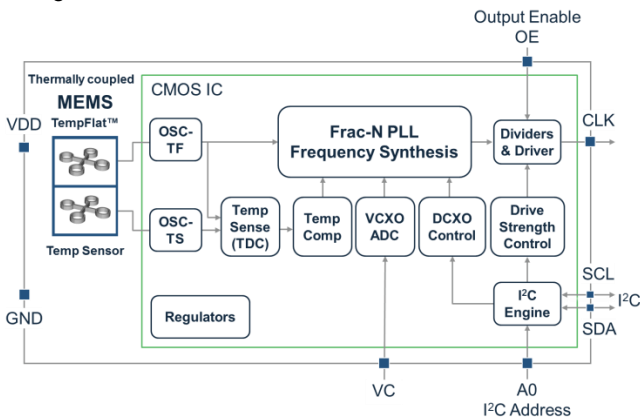 Output Enable
OE
Thermally coupled
MEMS
TempFlat™
VDD
CMOS IC
OSC-
TF
Frac-N PLL
Frequency Synthesis
Dividers
& Driver
CLK
OSC-
TS
Temp
Sense
(TDC)
Temp
Comp
VCXO
ADC
DCXO
Control
Drive
Strength
Control
Temp Sensor
GND
Regulators
I²C
Engine
SCL
I²C
SDA
VC
A0
I²C Address